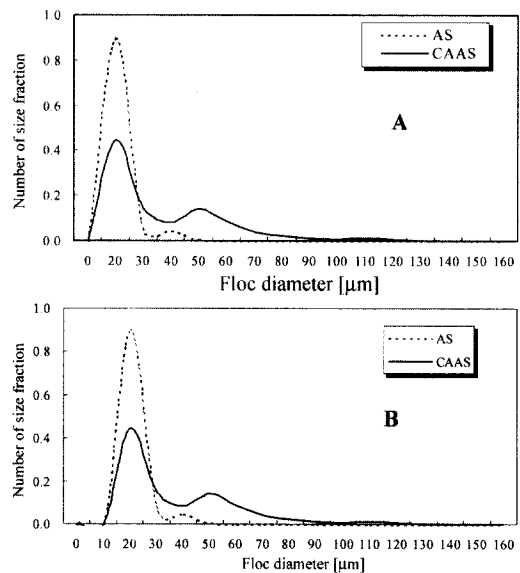 1.0
0.8
0.6
0.4
0.2
0.0
Number of size fraction
AS
CAAS
A
0 20 30 40 50 60 70 80 90 100 110 120 130 140 160
Floc diameter [μm]
1.0
0.8
0.6
0.4
0.2
0.0
Number of size fraction
AS
CAAS
B
0 10 20 30 40 50 60 70 80 90 100 110 120 130 140 160
Floc diameter [μm]